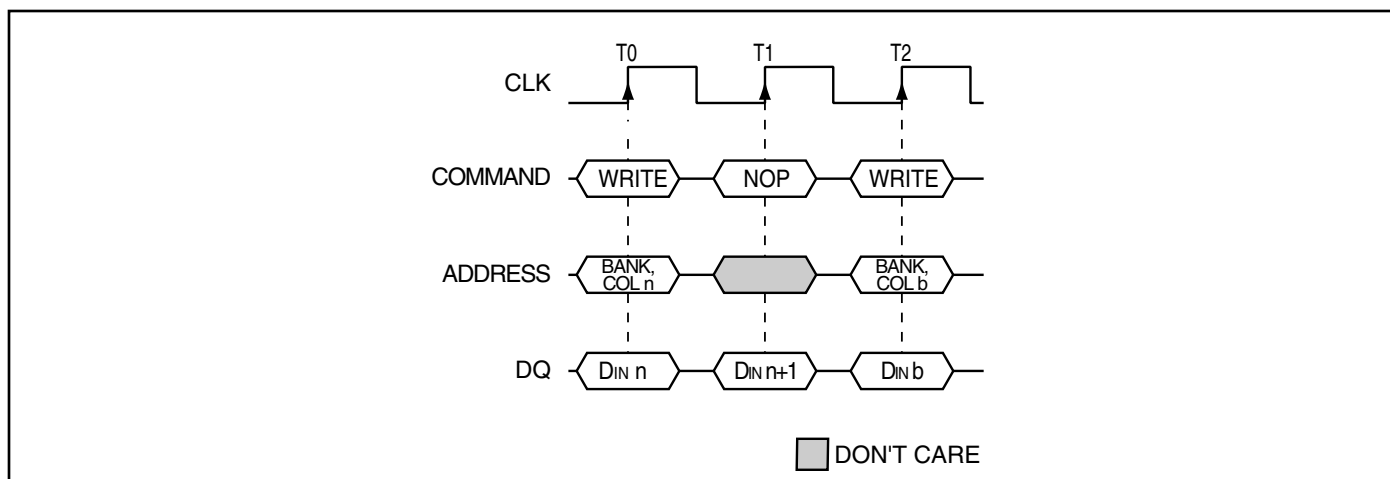 T0 T1 T2
CLK
COMMAND WRITE NOP WRITE
ADDRESS BANK, COL n BANK, COL b
DQ DIN n DIN n+1 DIN b
DON'T CARE